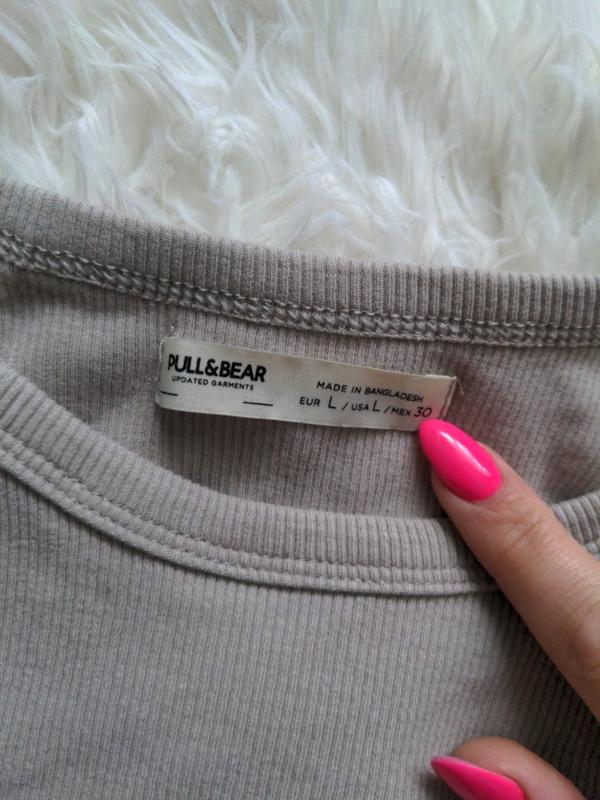 PULL&BEAR
UPDATED GARMENTS
MADE IN BANGLADESH
EUR L / USA L / MEX 30